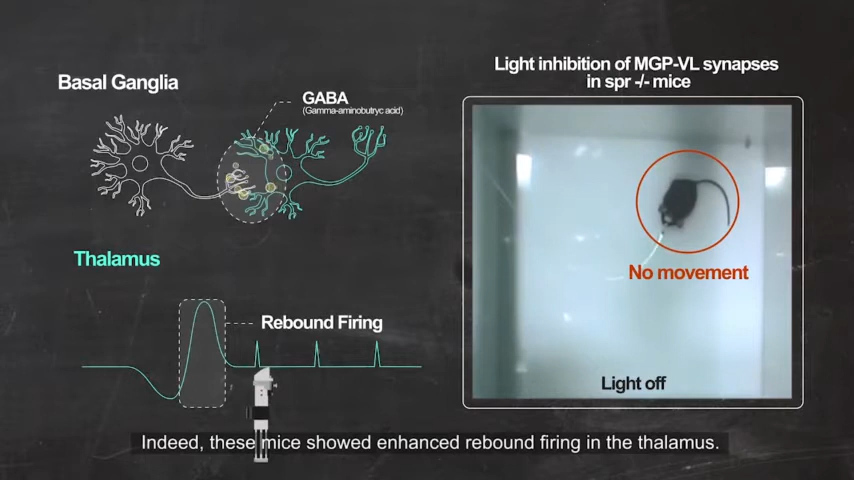 Light inhibition of MGP-VL synapses
in spr -/- mice
Basal Ganglia
GABA
(Gamma-aminobutryc acid)
Thalamus
No movement
Rebound Firing
Light off
Indeed, these mice showed enhanced rebound firing in the thalamus.